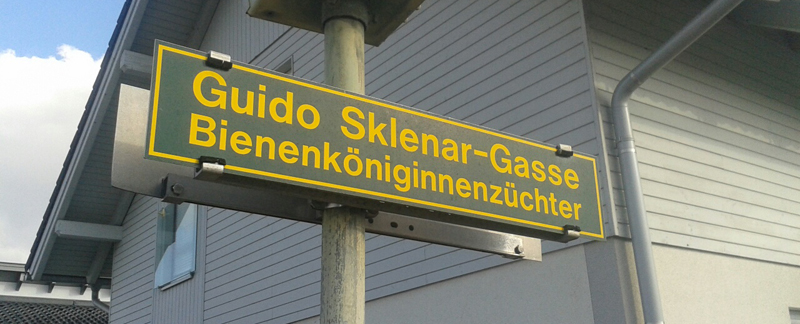 Guido Sklenar-Gasse
Bienenköniginnenzüchter